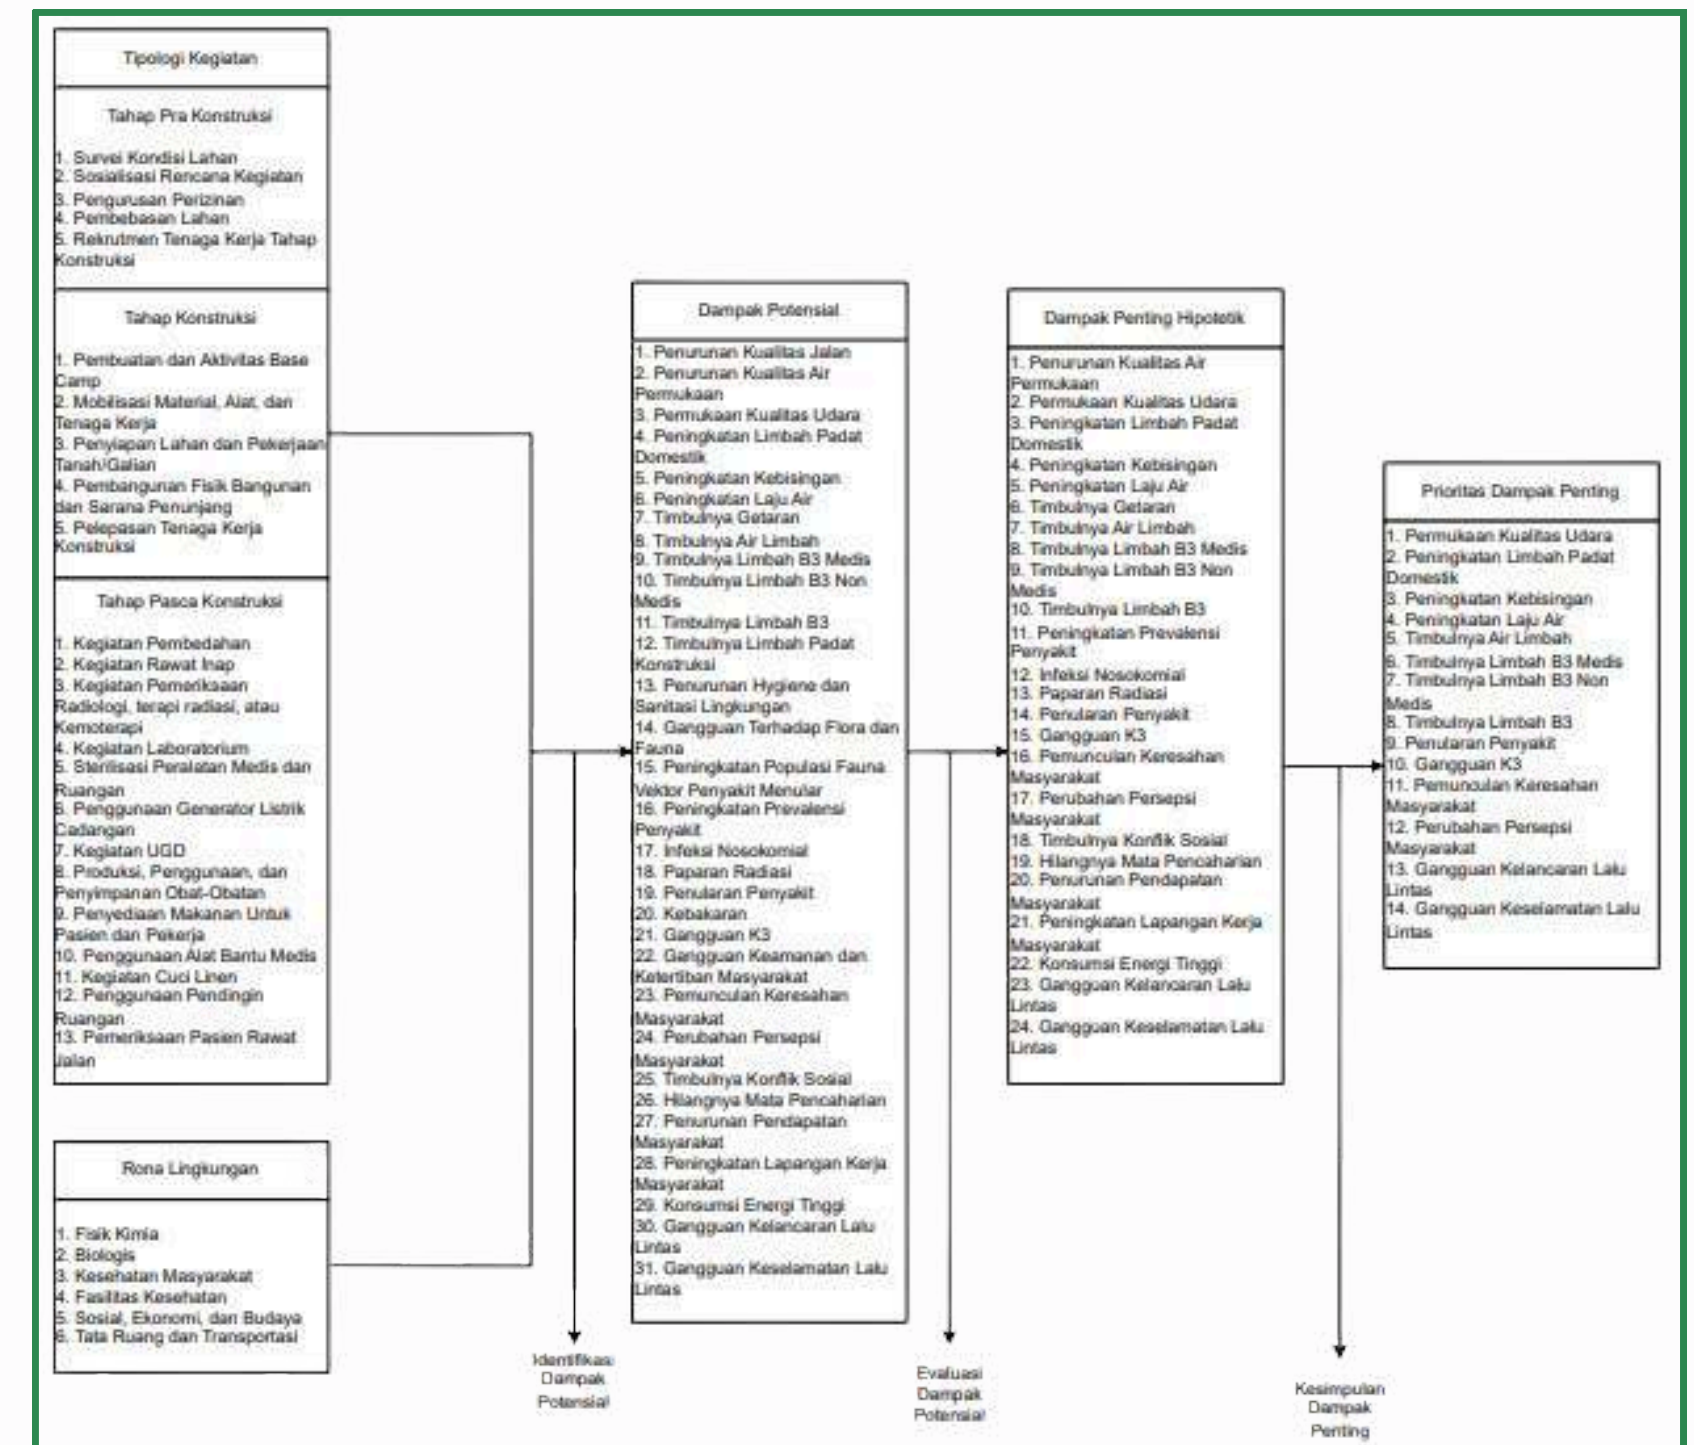 Tipologi Kegiatan
Tahap Pra Konstruksi
1. Survei Kondisi Lahan
2. Sosialisasi Rencana Kegiatan
3. Pengurusan Perizinan
4. Pembebasan Lahan
5. Rekrutmen Tenaga Kerja Tahap
Konstruksi
Tahap Konstruksi
1. Pembuatan dan Aktivitas Base
Camp
2. Mobilisasi Material, Alat, dan
Tenaga Kerja
3. Penyiapan Lahan dan Pekerjaan
Tanah/Galian
4. Pembangunan Fisik Bangunan
dan Sarana Penunjang
5. Pelepasan Tenaga Kerja
Konstruksi
Tahap Pasca Konstruksi
1. Kegiatan Pembedahan
2. Kegiatan Rawat Inap
3. Kegiatan Pemeriksaan
Radiologi, terapi radiasi, atau
Kemoterapi
4. Kegiatan Laboratorium
5. Sterilisasi Peralatan Medis dan
Ruangan
6. Penggunaan Generator Listrik
Cadangan
7. Kegiatan UGD
8. Produksi, Penggunaan, dan
Penyimpanan Obat-Obatan
9. Penyediaan Makanan Untuk
Pasien dan Pekerja
10. Penggunaan Alat Bantu Medis
11. Kegiatan Cuci Linen
12. Penggunaan Pendingin
Ruangan
13. Pemeriksaan Pasien Rawat
Jalan
Rona Lingkungan
1. Fisik Kimia
2. Biologis
3. Kesehatan Masyarakat
4. Fasilitas Kesehatan
5. Sosial, Ekonomi, dan Budaya
6. Tata Ruang dan Transportasi
Identifikasi
Dampak
Potensial
Dampak Potensial
1. Penurunan Kualitas Jalan
2. Penurunan Kualitas Air
Permukaan
3. Permukaan Kualitas Udara
4. Peningkatan Limbah Padat
Domestik
5. Peningkatan Kebisingan
6. Peningkatan Laju Air
7. Timbulnya Getaran
8. Timbulnya Air Limbah
9. Timbulnya Limbah B3 Medis
10. Timbulnya Limbah B3 Non
Medis
11. Timbulnya Limbah B3
12. Timbulnya Limbah Padat
Konstruksi
13. Penurunan Hygiene dan
Sanitasi Lingkungan
14. Gangguan Terhadap Flora dan
Fauna
15. Peningkatan Populasi Fauna
Vektor Penyakit Menular
16. Peningkatan Prevalensi
Penyakit
17. Infeksi Nosokomial
18. Paparan Radiasi
19. Penularan Penyakit
20. Kebakaran
21. Gangguan K3
22. Gangguan Keamanan dan
Ketertiban Masyarakat
23. Pemunculan Keresahan
Masyarakat
24. Perubahan Persepsi
Masyarakat
25. Timbulnya Konflik Sosial
26. Hilangnya Mata Pencaharian
27. Penurunan Pendapatan
Masyarakat
28. Peningkatan Lapangan Kerja
Masyarakat
29. Konsumsi Energi Tinggi
30. Gangguan Kelancaran Lalu
Lintas
31. Gangguan Keselamatan Lalu
Lintas
Evaluasi
Dampak
Potensial
Dampak Penting Hipotetik
1. Penurunan Kualitas Air
Permukaan
2. Permukaan Kualitas Udara
3. Peningkatan Limbah Padat
Domestik
4. Peningkatan Kebisingan
5. Peningkatan Laju Air
6. Timbulnya Getaran
7. Timbulnya Air Limbah
8. Timbulnya Limbah B3 Medis
9. Timbulnya Limbah B3 Non
Medis
10. Timbulnya Limbah B3
11. Peningkatan Prevalensi
Penyakit
12. Infeksi Nosokomial
13. Paparan Radiasi
14. Penularan Penyakit
15. Gangguan K3
16. Pemunculan Keresahan
Masyarakat
17. Perubahan Persepsi
Masyarakat
18. Timbulnya Konflik Sosial
19. Hilangnya Mata Pencaharian
20. Penurunan Pendapatan
Masyarakat
21. Peningkatan Lapangan Kerja
Masyarakat
22. Konsumsi Energi Tinggi
23. Gangguan Kelancaran Lalu
Lintas
24. Gangguan Keselamatan Lalu
Lintas
Kesimpulan
Dampak
Penting
Prioritas Dampak Penting
1. Permukaan Kualitas Udara
2. Peningkatan Limbah Padat
Domestik
3. Peningkatan Kebisingan
4. Peningkatan Laju Air
5. Timbulnya Air Limbah
6. Timbulnya Limbah B3 Medis
7. Timbulnya Limbah B3 Non
Medis
8. Timbulnya Limbah B3
9. Penularan Penyakit
10. Gangguan K3
11. Pemunculan Keresahan
Masyarakat
12. Perubahan Persepsi
Masyarakat
13. Gangguan Kelancaran Lalu
Lintas
14. Gangguan Keselamatan Lalu
Lintas